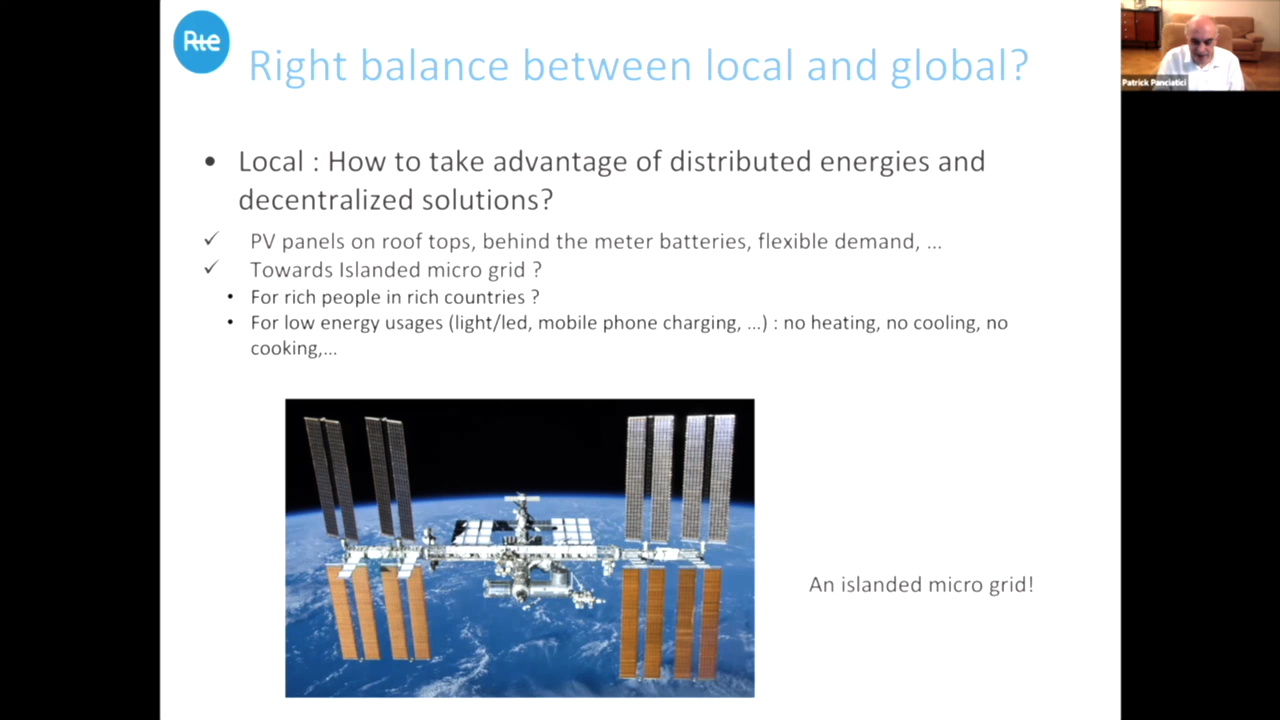 Rte
Right balance between local and global?
Patrick Panciatici
• Local : How to take advantage of distributed energies and
decentralized solutions?
✓ PV panels on roof tops, behind the meter batteries, flexible demand, ...
✓ Towards Islanded micro grid ?
• For rich people in rich countries ?
• For low energy usages (light/led, mobile phone charging, ...) : no heating, no cooling, no
cooking,...
An islanded micro grid!